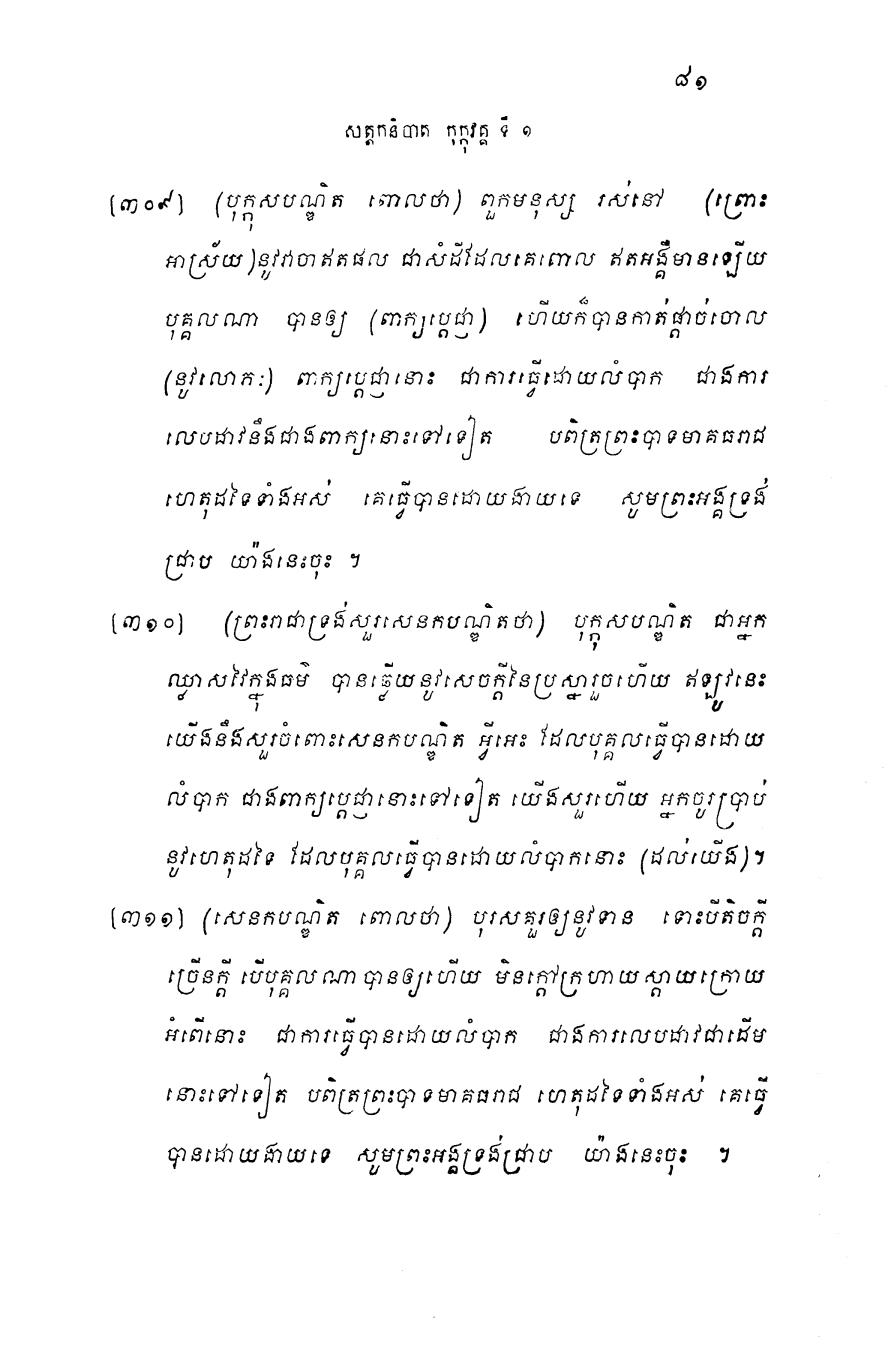 ៨១
សត្តកនិបាត កុក្កុវគ្គ ទី ១
[៣០៩] (បុក្កុសបណ្ឌិត ពោលថា) ពួកមនុស្ស រស់នៅ (ព្រោះ
អាស្រ័យ)នូវវាចាឥតផល ជាសំដីដែលគេពោល ឥតអង្គឺមានឡើយ
បុគ្គលណា បានឲ្យ (ពាក្យប្តេជ្ញា) ហើយក៏បានកាត់ផ្តាច់ចោល
(នូវលោភៈ) ពាក្យប្តេជ្ញានោះ ជាការធ្វើដោយលំបាក ជាងការ
លេបដាវនឹងជាងពាក្យនោះទៅទៀត បពិត្រព្រះបាទមាគធរាជ
ហេតុដទៃទាំងអស់ គេធ្វើបានដោយងាយទេ សូមព្រះអង្គទ្រង់
ជ្រាប យ៉ាងនេះចុះ ។
[៣១០] (ព្រះរាជាទ្រង់សួរសេនកបណ្ឌិតថា) បុក្កុសបណ្ឌិត ជាអ្នក
ឈ្លាសវៃក្នុងធម៌ បានឆ្លើយនូវសេចក្តីនៃប្រស្នារួចហើយ ឥឡូវនេះ
យើងនឹងសួរចំពោះសេនកបណ្ឌិត អ្វីអេះ ដែលបុគ្គលធ្វើបានដោយ
លំបាក ជាងពាក្យប្តេជ្ញានោះទៅទៀត យើងសួរហើយ អ្នកចូរប្រាប់
នូវហេតុដទៃ ដែលបុគ្គលធ្វើបានដោយលំបាកនោះ (ដល់យើង)។
[៣១១] (សេនកបណ្ឌិត ពោលថា) បុរសគួរឲ្យនូវទាន ទោះបីតិចក្តី
ច្រើនក្តី បើបុគ្គលណាបានឲ្យហើយ មិនក្តៅក្រហាយស្តាយក្រោយ
អំពើនោះ ជាការធ្វើបានដោយលំបាក ជាងការលេបដាវជាដើម
នោះទៅទៀត បពិត្រព្រះបាទមាគធរាជ ហេតុដទៃទាំងអស់ គេធ្វើ
បានដោយងាយទេ សូមព្រះអង្គទ្រង់ជ្រាប យ៉ាងនេះចុះ ។